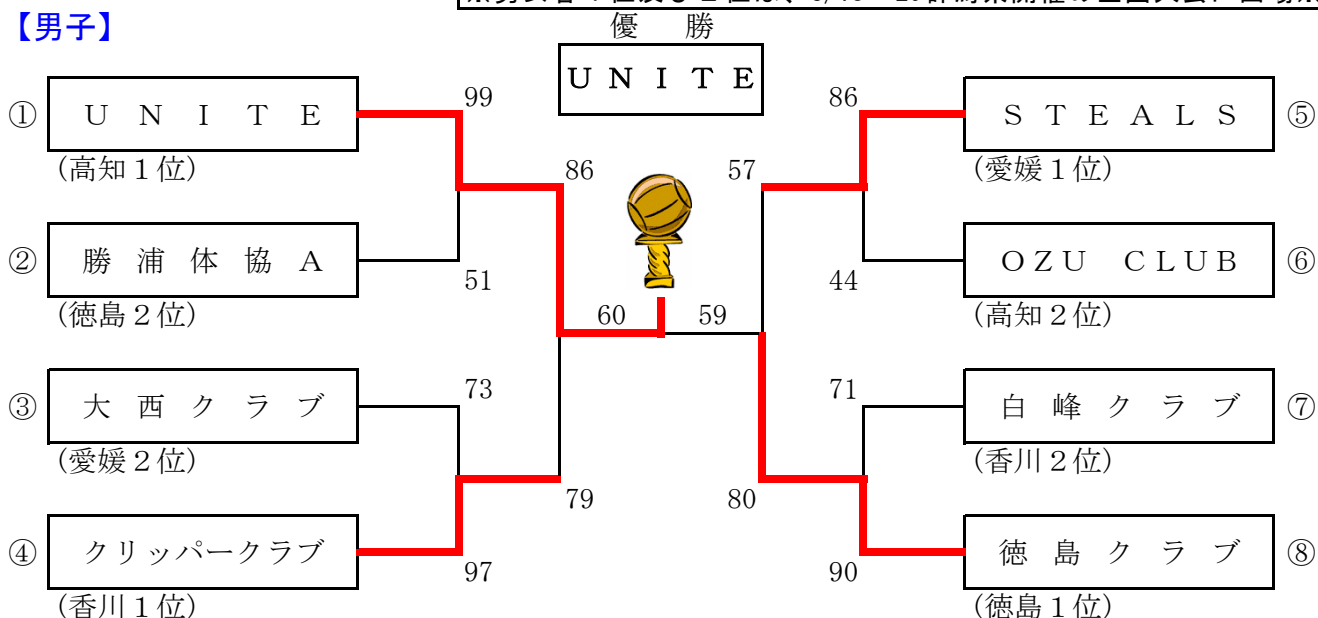 【男子】
優 勝
UNITE
99
86
① UNITE
STEALS ⑤
(高知1位)
86
57
(愛媛1位)
② 勝浦体協A
OZU CLUB ⑥
51
44
(徳島2位)
60
59
(高知2位)
73
71
③ 大西クラブ
白峰クラブ ⑦
(愛媛2位)
(香川2位)
79
80
④ クリッパークラブ
徳島クラブ ⑧
97
90
(香川1位)
(徳島1位)